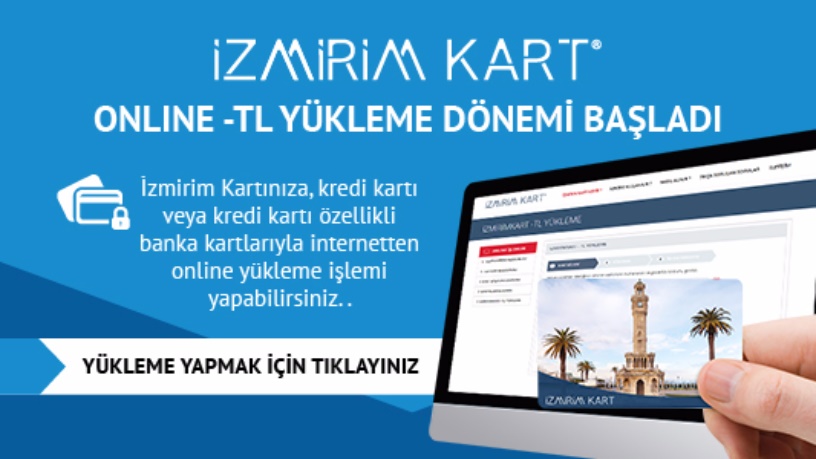 İZMİRİM KART®
ONLINE -TL YÜKLEME DÖNEMİ BAŞLADI
İzmirim Kartınıza, kredi kartı
veya kredi kartı özellikli
banka kartlarıyla internetten
online yükleme işlemi
yapabilirsiniz. .
YÜKLEME YAPMAK İÇİN TIKLAYINIZ
İZMİRİM KART
İZMİRİMKART -TL YÜKLEME
İZMİRİM KART